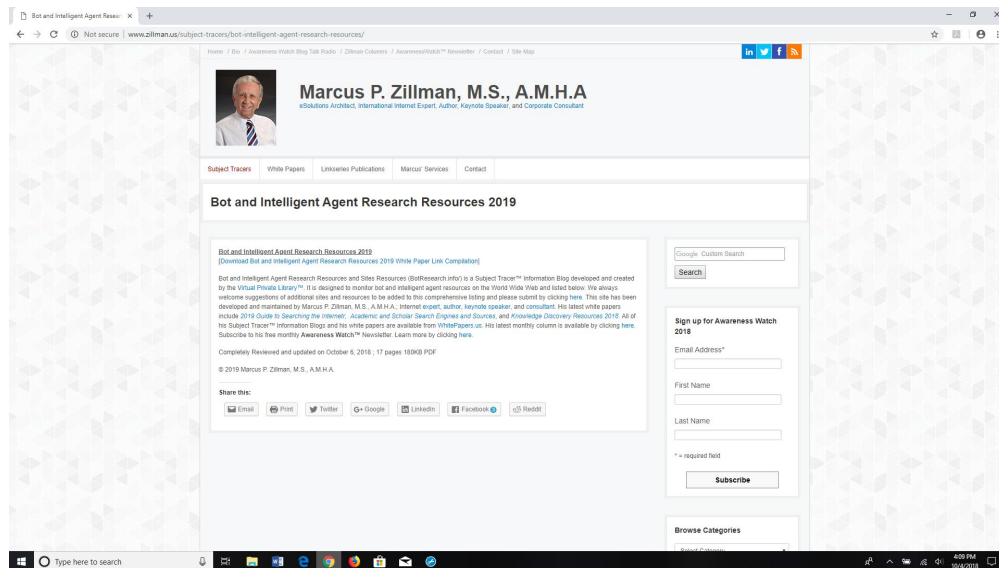 Bot and Intelligent Agent Resear
Not secure | www.zillman.us/subject-tracers/bot-intelligent-agent-research-resources/
Home / Bio / Awareness Watch Blog Talk Radio / Zillman Columns / AwarenessWatch™ Newsletter / Contact / Site Map
Marcus P. Zillman, M.S., A.M.H.A
eSolutions Architect, International Internet Expert, Author, Keynote Speaker, and Corporate Consultant
Subject Tracers White Papers Linkseries Publications Marcus' Services Contact
Bot and Intelligent Agent Research Resources 2019
Bot and Intelligent Agent Research Resources 2019
[Download Bot and Intelligent Agent Research Resources 2019 White Paper Link Compilation]
Bot and Intelligent Agent Research Resources and Sites Resources (BotResearch.info/) is a Subject Tracer™ Information Blog developed and created
by the Virtual Private Library™. It is designed to monitor bot and intelligent agent resources on the World Wide Web and listed below. We always
welcome suggestions of additional sites and resources to be added to this comprehensive listing and please submit by clicking here. This site has been
developed and maintained by Marcus P. Zillman, M.S., A.M.H.A.; Internet expert, author, keynote speaker, and consultant. His latest white papers
include 2019 Guide to Searching the Internet, Academic and Scholar Search Engines and Sources, and Knowledge Discovery Resources 2018. All of
his Subject Tracer™ Information Blogs and his white papers are available from WhitePapers.us. His latest monthly column is available by clicking here.
Subscribe to his free monthly Awareness Watch™ Newsletter. Learn more by clicking here.
Completely Reviewed and updated on October 6, 2018 ; 17 pages 180KB PDF
© 2019 Marcus P. Zillman, M.S., A.M.H.A.
Share this:
Email Print Twitter G+ Google LinkedIn Facebook Reddit
Google Custom Search
Search
Sign up for Awareness Watch
2018
Email Address*
First Name
Last Name
* = required field
Subscribe
Browse Categories
Select Category
Type here to search
4:09 PM
10/4/2018